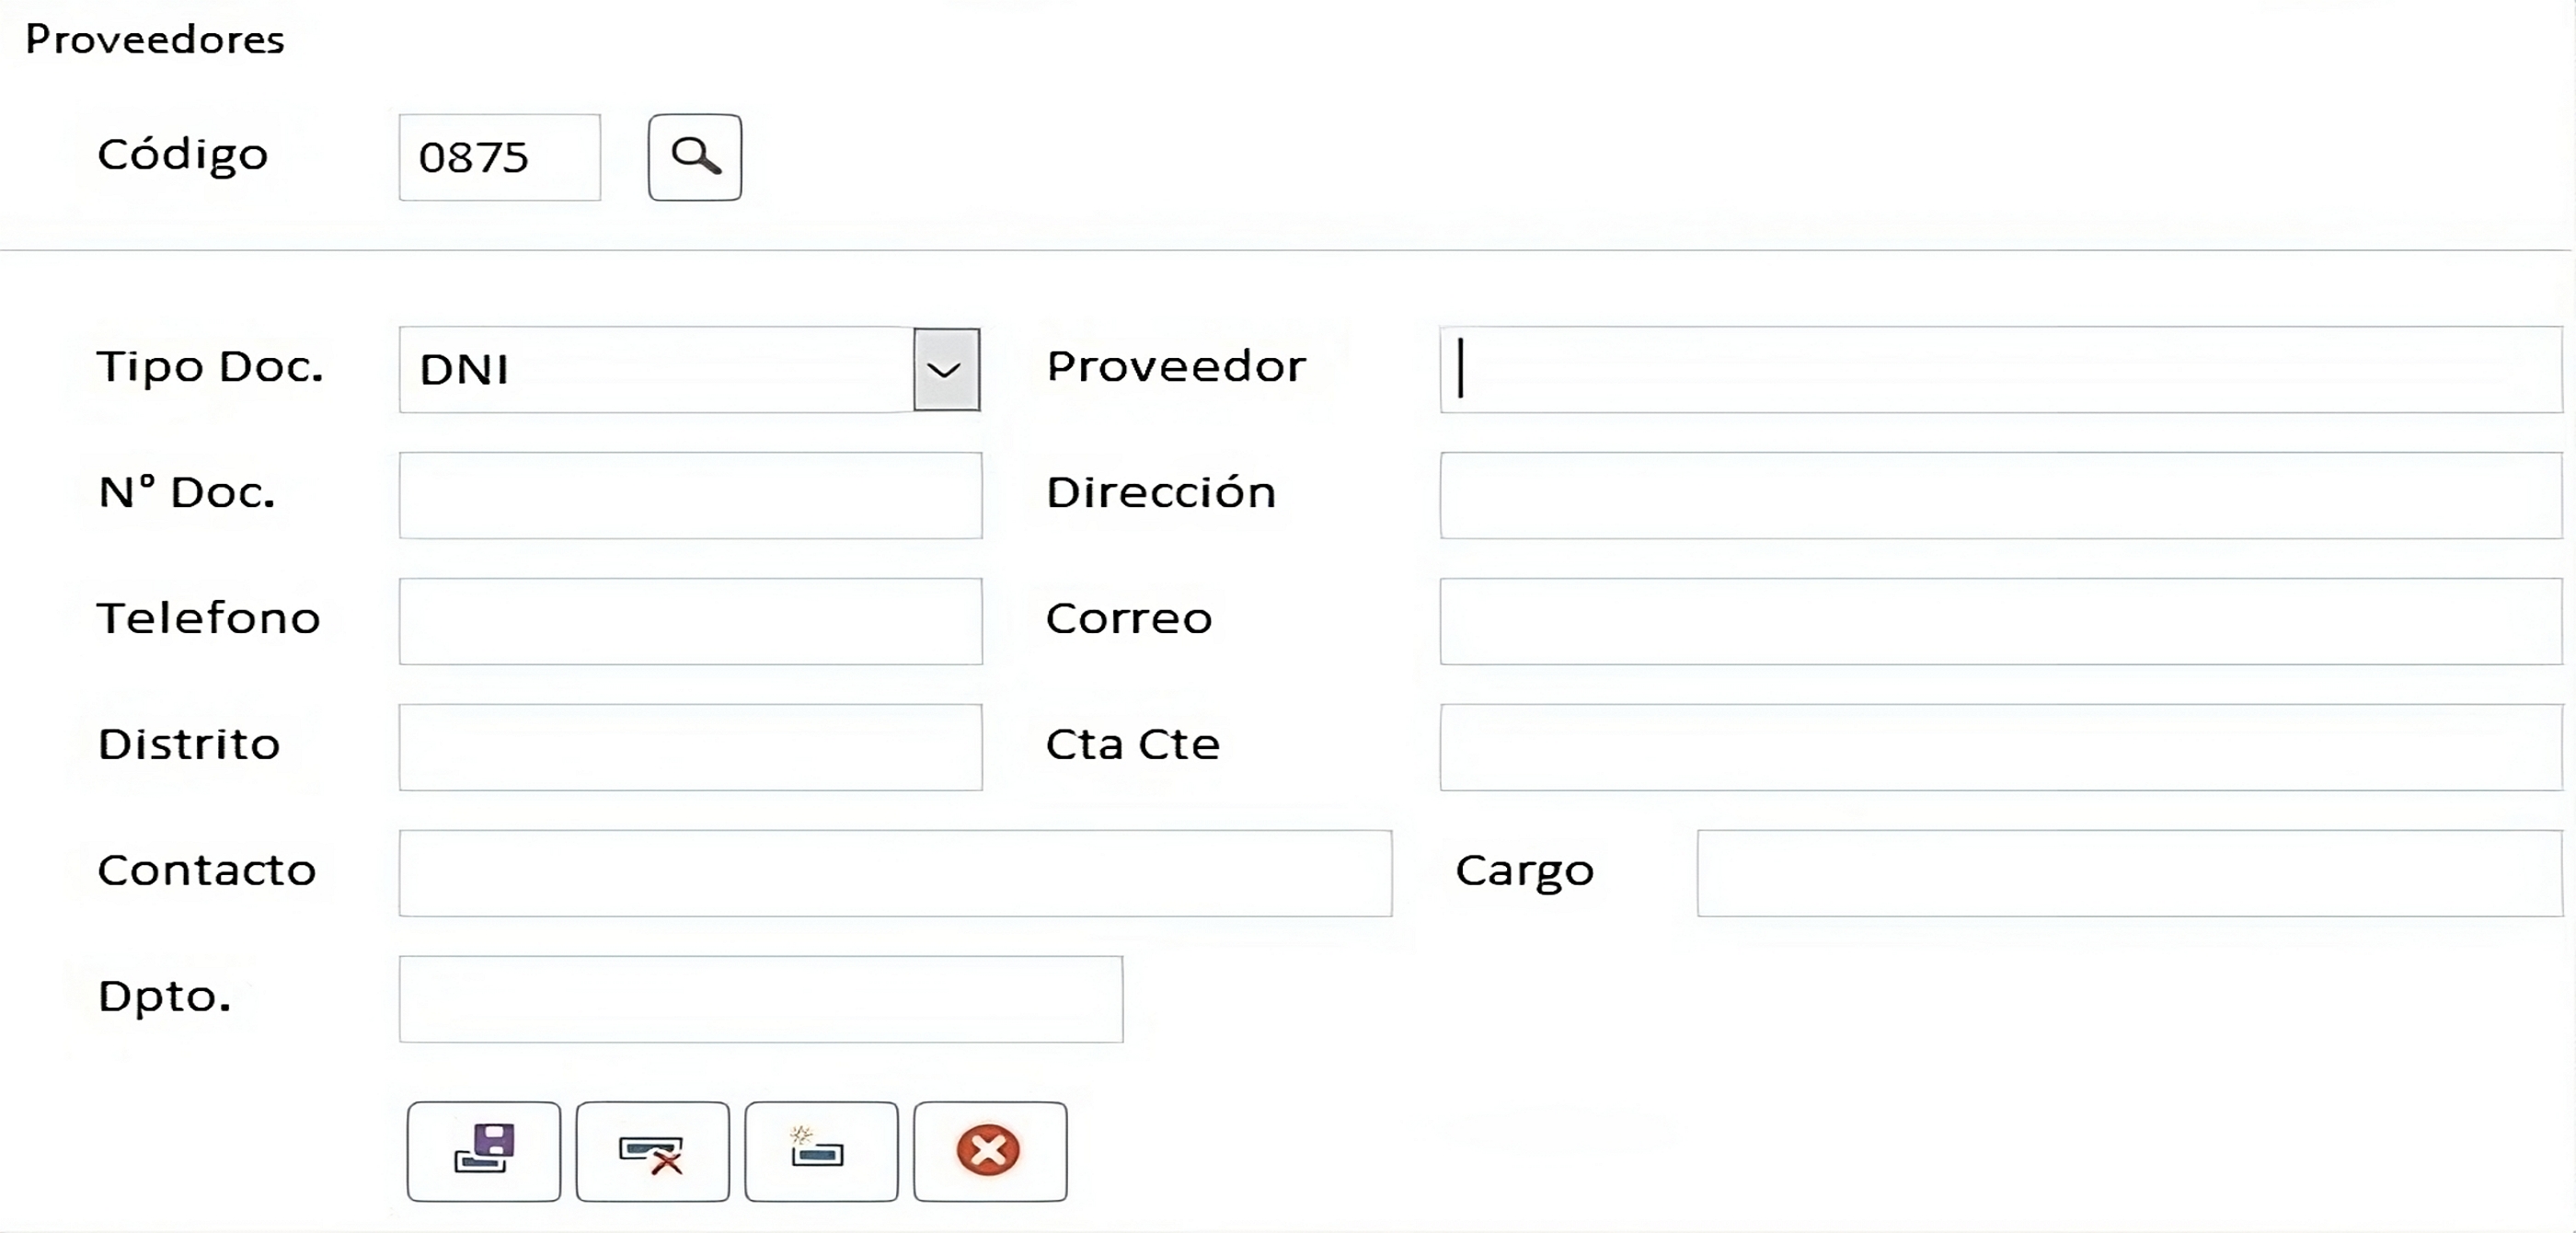 Proveedores
Código 0875
Tipo Doc. DNI Proveedor
N° Doc. Dirección
Telefono Correo
Distrito Cta Cte
Contacto Cargo
Dpto.